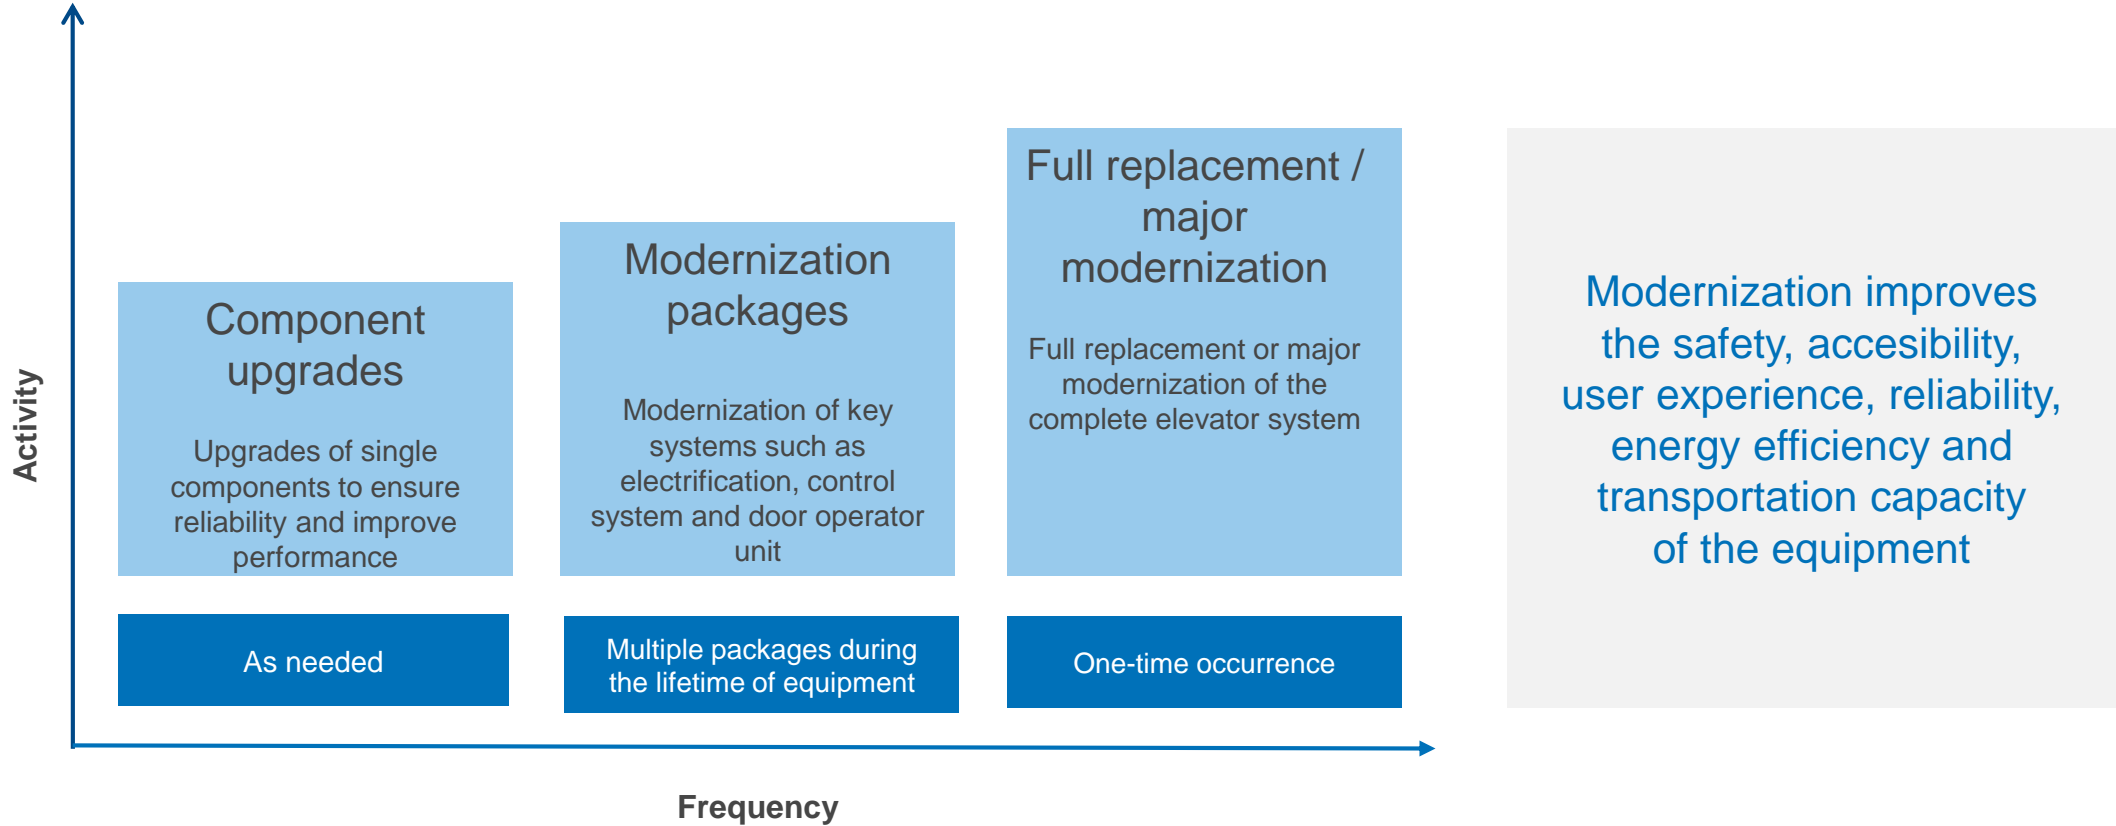 Activity
Component
upgrades
Upgrades of single
components to ensure
reliability and improve
performance
As needed
Modernization
packages
Modernization of key
systems such as
electrification, control
system and door operator
unit
Multiple packages during
the lifetime of equipment
Full replacement /
major
modernization
Full replacement or major
modernization of the
complete elevator system
One-time occurrence
Frequency
Modernization improves
the safety, accesibility,
user experience, reliability,
energy efficiency and
transportation capacity
of the equipment